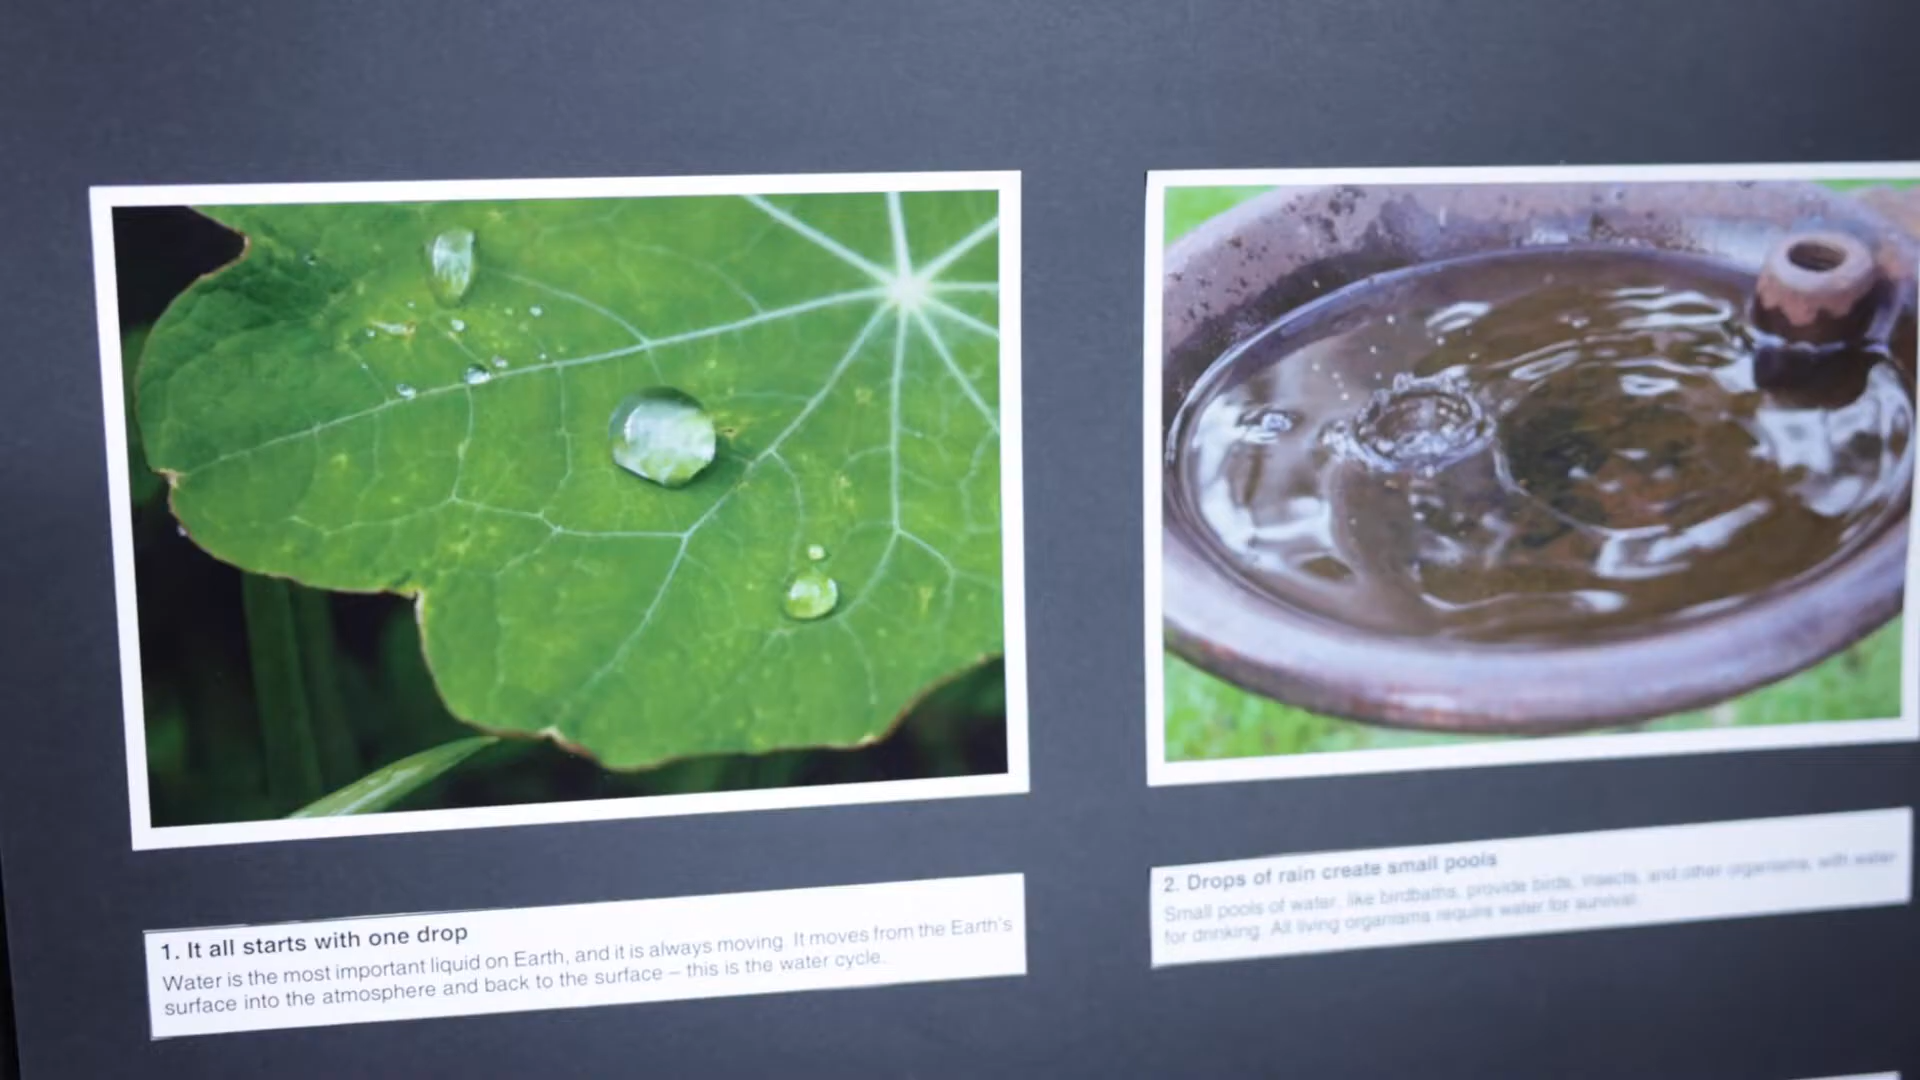 1. It all starts with one drop
Water is the most important liquid on Earth, and it is always moving. It moves from the Earth's
surface into the atmosphere and back to the surface – this is the water cycle.
2. Drops of rain create small pools
Small pools of water, like birdbaths, provide birds, insects, and other organisms, with water
for drinking. All living organisms require water for survival.